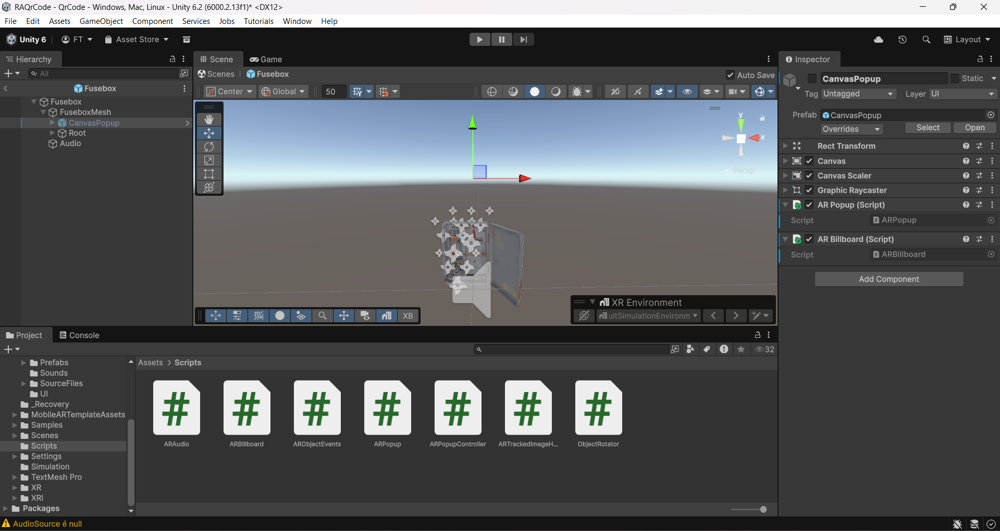 RAQrCode - QrCode - Windows, Mac, Linux - Unity 6.2 (6000.2.13f1)* <DX12>
File Edit Assets GameObject Component Services Jobs Tutorials Window Help
Unity 6 FT Asset Store Layout
Hierarchy
All
Fusebox
Fusebox
FuseboxMesh
CanvasPopup
Root
Audio
Scene Game
Scenes Fusebox Auto Save
Center Global 50 2D
y
x
Persp
XB
XR Environment
ultSimulationEnvironm
Inspector
CanvasPopup Static
Tag Untagged Layer UI
Prefab CanvasPopup
Overrides Select Open
Rect Transform
Canvas
Canvas Scaler
Graphic Raycaster
AR Popup (Script)
Script ARPopup
AR Billboard (Script)
Script ARBillboard
Add Component
Project Console
32
Prefabs
Sounds
SourceFiles
UI
_Recovery
MobileARTemplateAssets
Samples
Scenes
Scripts
Settings
Simulation
TextMesh Pro
XR
XRI
Packages
Assets > Scripts
ARAudio ARBillboard ARObjectEvents ARPopup ARPopupController ARTrackedImageH... ObjectRotator
AudioSource é null